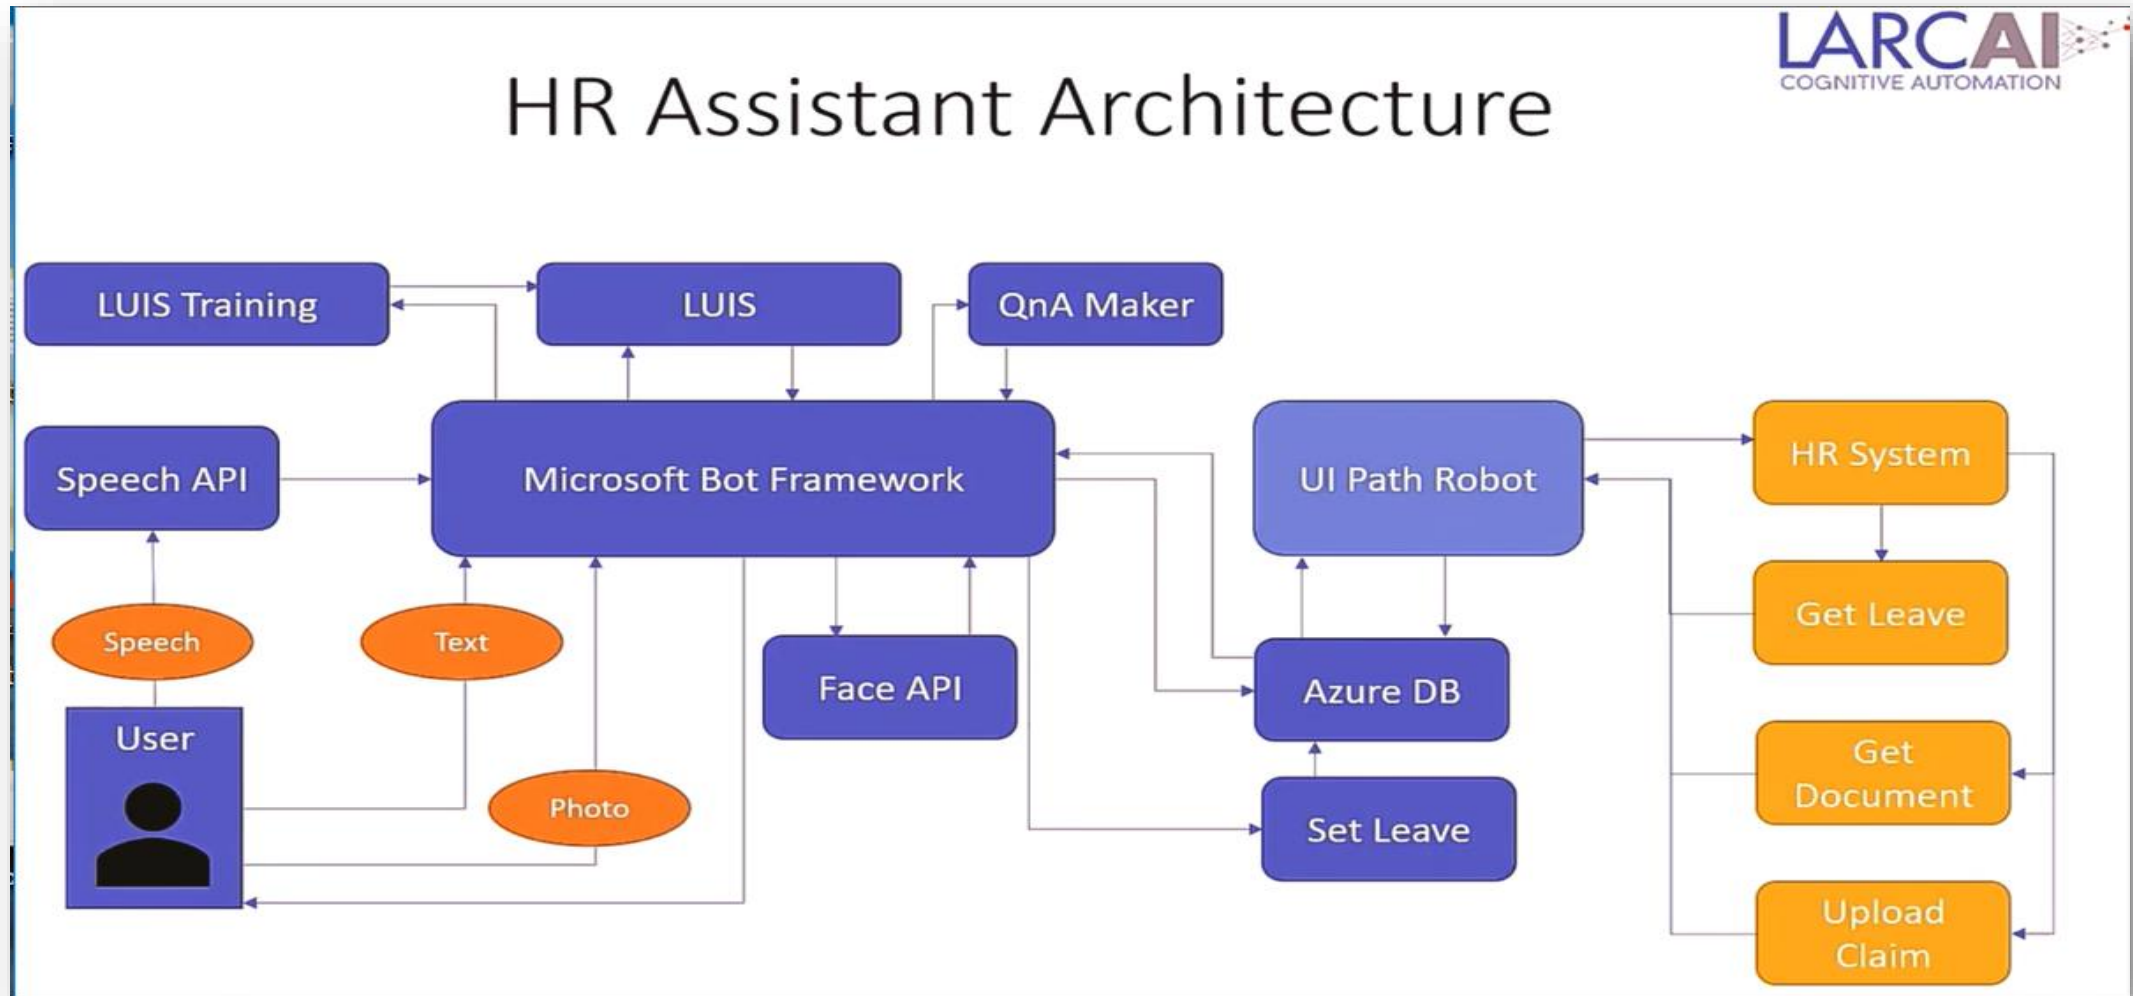 LARCAI
COGNITIVE AUTOMATION
HR Assistant Architecture
LUIS Training
LUIS
QnA Maker
Speech API
Microsoft Bot Framework
UI Path Robot
HR System
Get Leave
Speech
Text
Face API
Azure DB
User
Photo
Set Leave
Get
Document
Upload
Claim